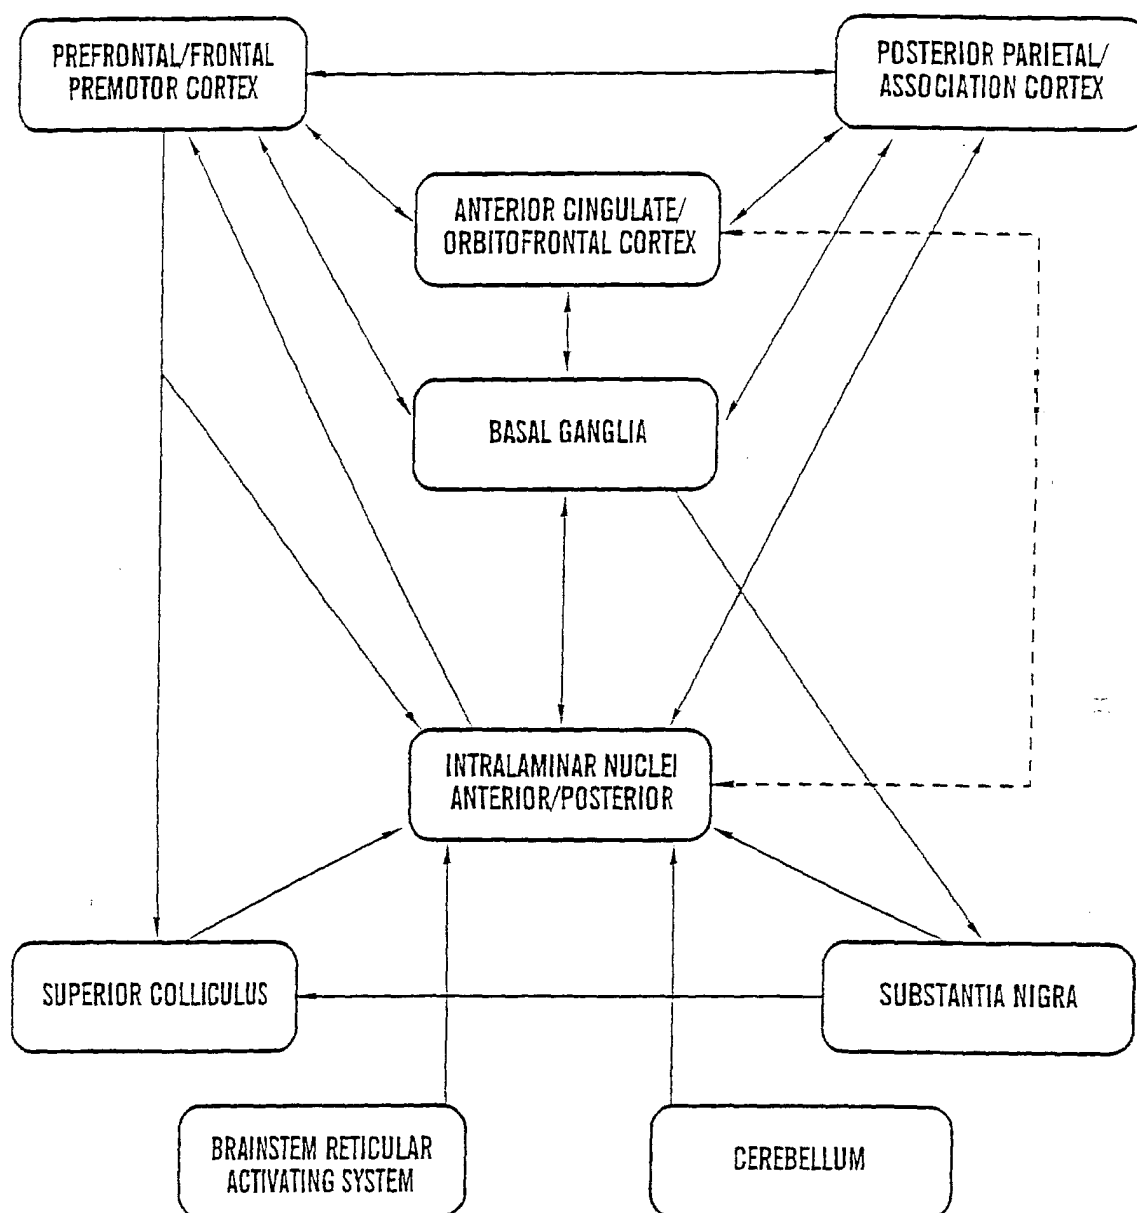 PREFRONTAL/FRONTAL
PREMOTOR CORTEX
POSTERIOR PARIETAL/
ASSOCIATION CORTEX
ANTERIOR CINGULATE/
ORBITOFRONTAL CORTEX
BASAL GANGLIA
INTRALAMINAR NUCLEI
ANTERIOR/POSTERIOR
SUPERIOR COLLICULUS
SUBSTANTIA NIGRA
BRAINSTEM RETICULAR
ACTIVATING SYSTEM
CEREBELLUM